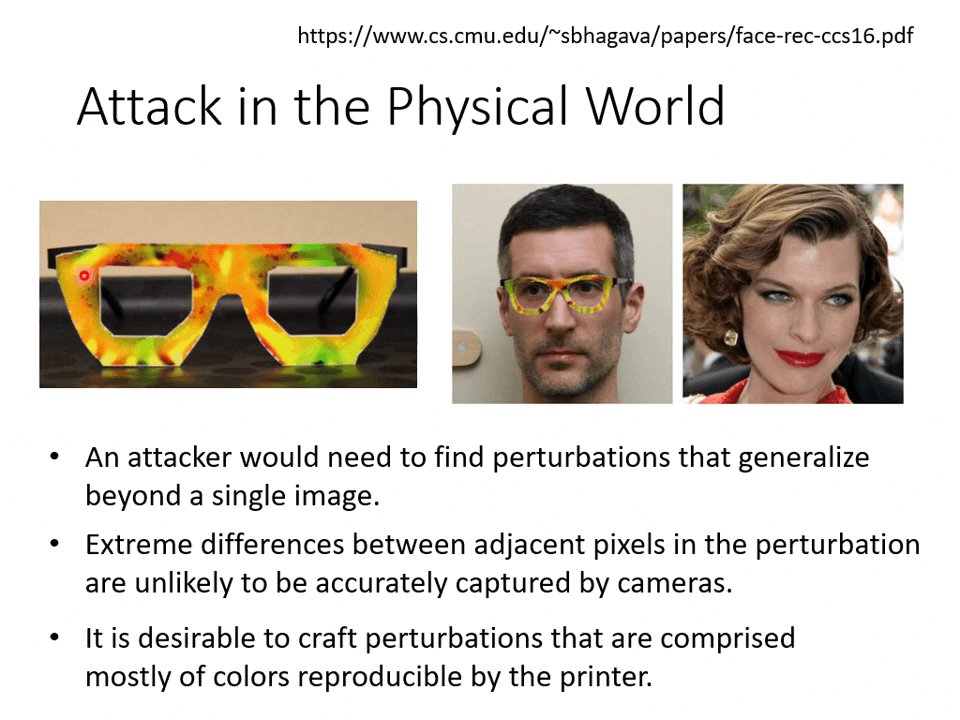 https://www.cs.cmu.edu/~sbhagava/papers/face-rec-ccs16.pdf
Attack in the Physical World
• An attacker would need to find perturbations that generalize
beyond a single image.
• Extreme differences between adjacent pixels in the perturbation
are unlikely to be accurately captured by cameras.
• It is desirable to craft perturbations that are comprised
mostly of colors reproducible by the printer.